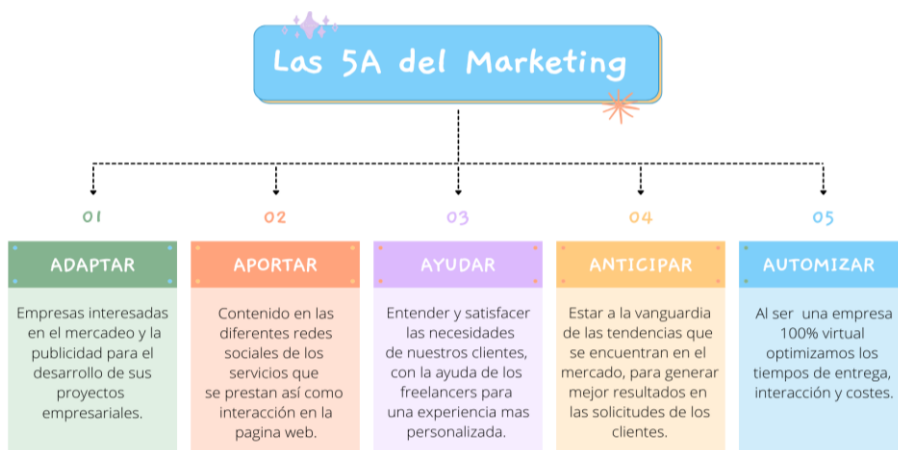 Las 5A del Marketing
01
ADAPTAR
Empresas interesadas
en el mercadeo y la
publicidad para el
desarrollo de sus
proyectos
empresariales.
02
APORTAR
Contenido en las
diferentes redes
sociales de los
servicios que
se prestan así como
interacción en la
pagina web.
03
AYUDAR
Entender y satisfacer
las necesidades
de nuestros clientes,
con la ayuda de los
freelancers para
una experiencia mas
personalizada.
04
ANTICIPAR
Estar a la vanguardia
de las tendencias que
se encuentran en el
mercado, para generar
mejor resultados en
las solicitudes de los
clientes.
05
AUTOMIZAR
Al ser una empresa
100% virtual
optimizamos los
tiempos de entrega,
interacción y costes.